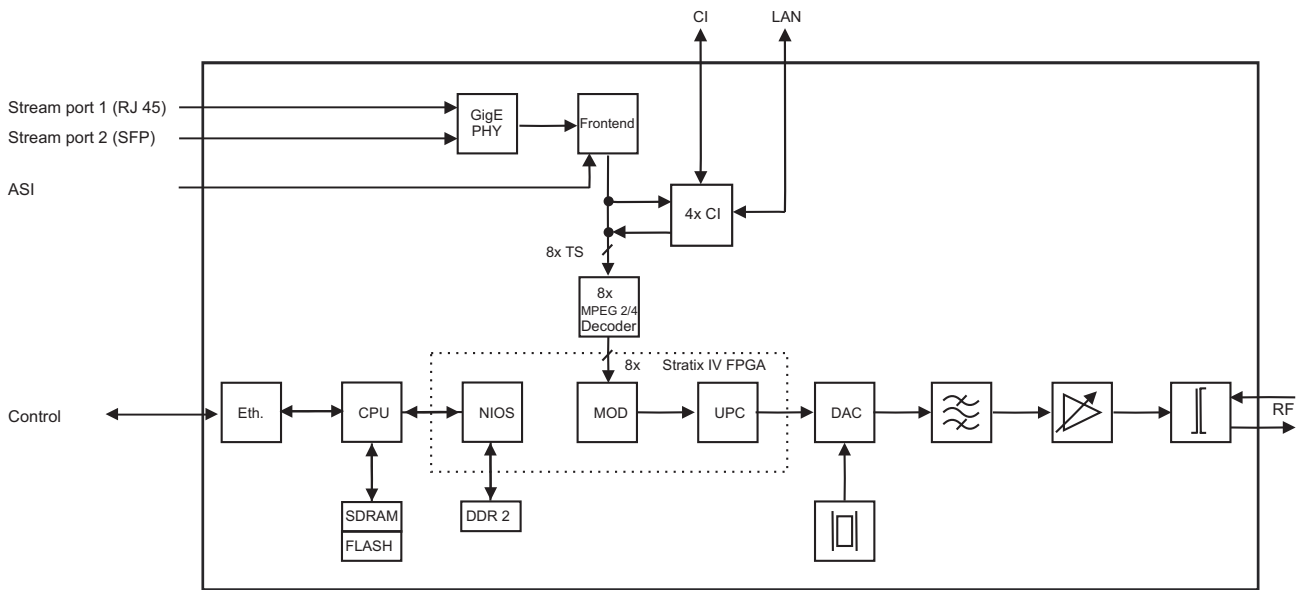 CI
LAN
Stream port 1 (RJ 45)
GigE
PHY
Frontend
Stream port 2 (SFP)
ASI
4x CI
8x TS
8x
MPEG 2/4
Decoder
8x
Stratix IV FPGA
Control
Eth.
CPU
NIOS
MOD
UPC
DAC
RF
SDRAM
FLASH
DDR 2